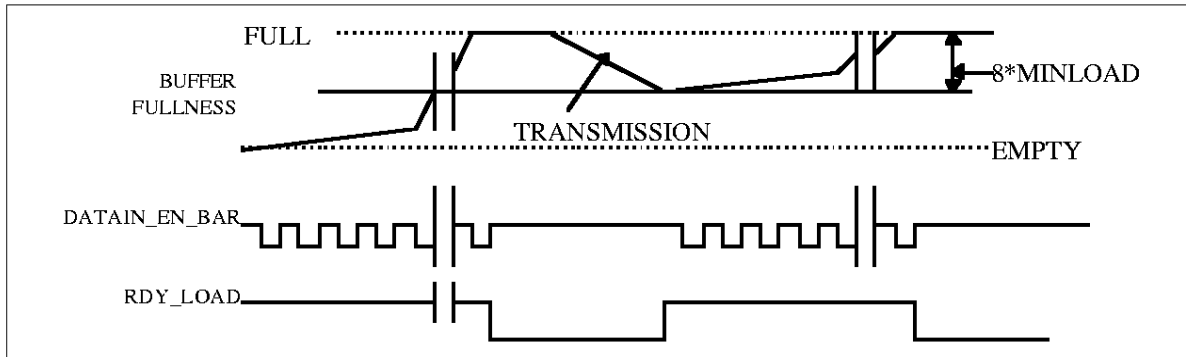 FULL
BUFFER
FULLNESS
8*MINLOAD
TRANSMISSION
EMPTY
DATAIN_EN_BAR
RDY_LOAD